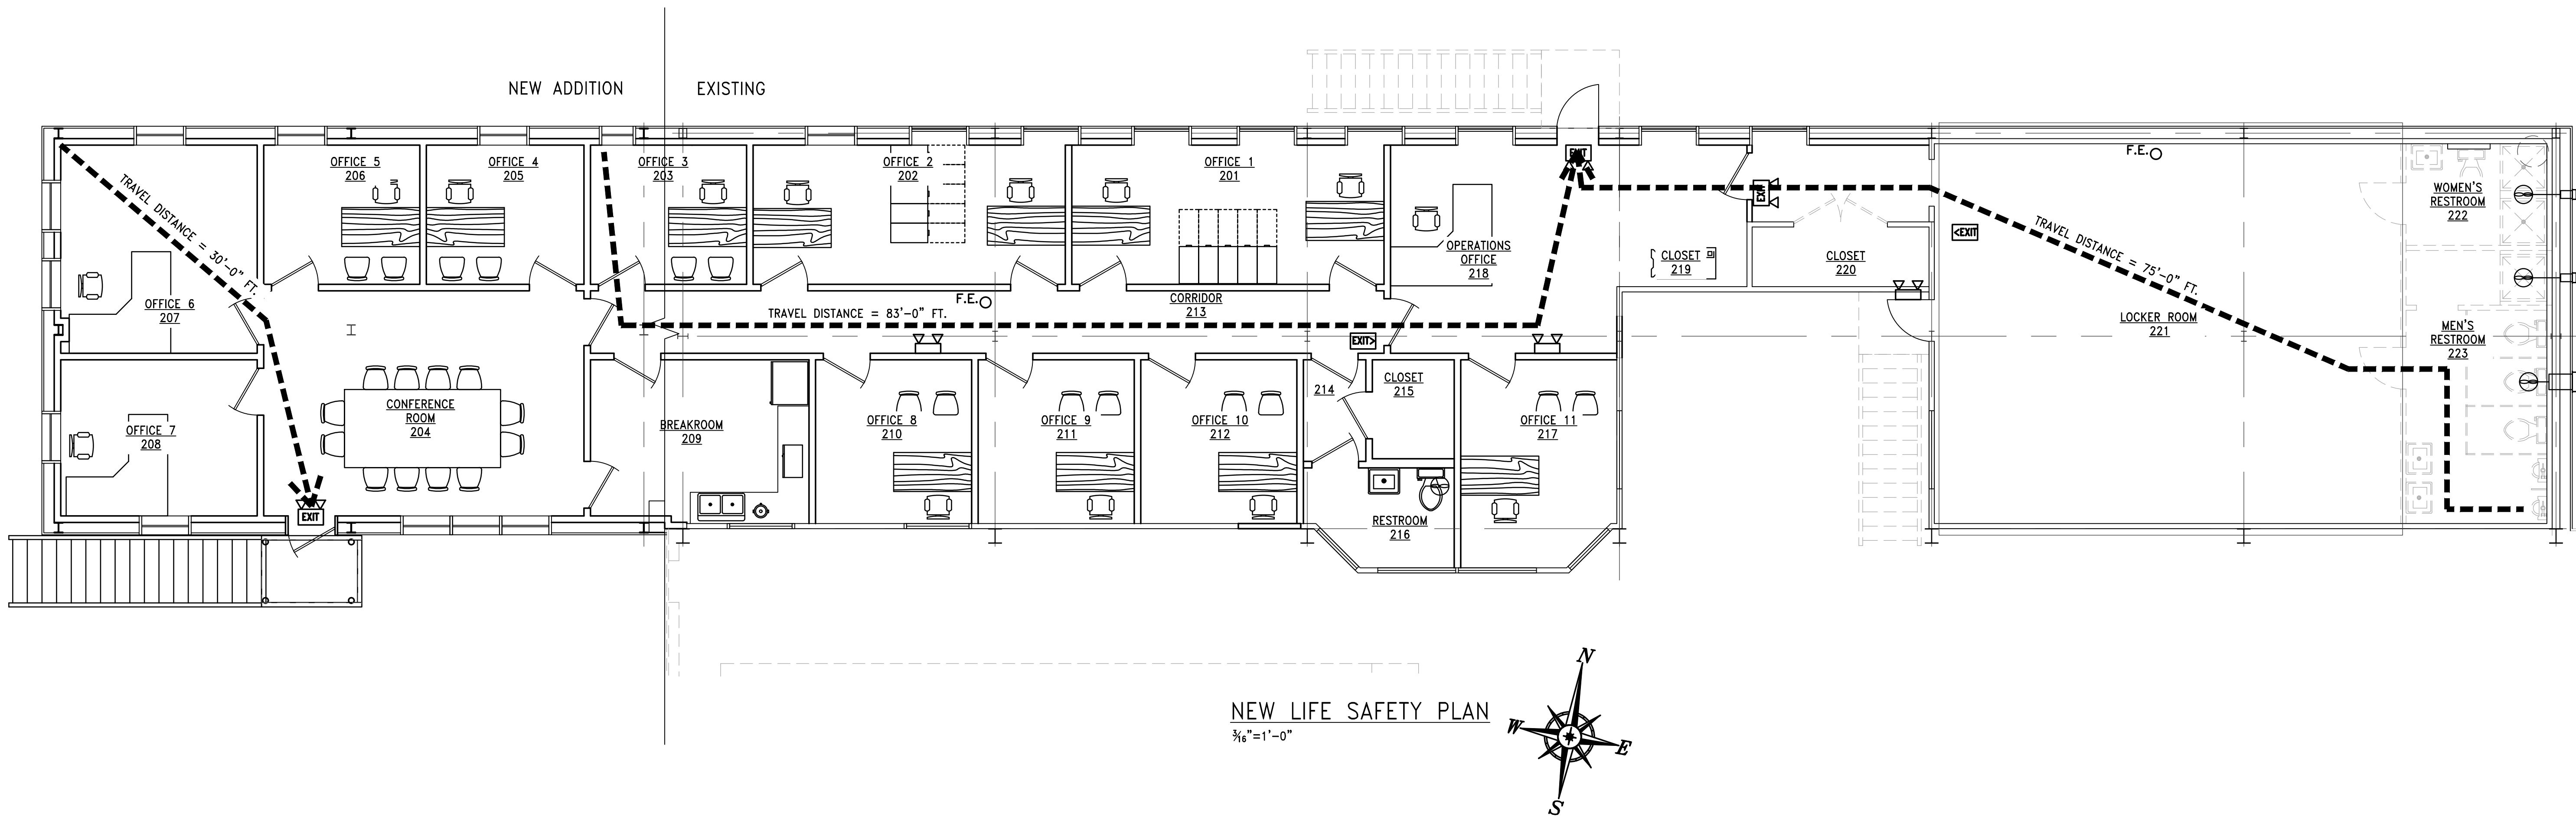 NEW ADDITION
EXISTING
OFFICE 5
206
OFFICE 4
205
OFFICE 3
203
OFFICE 2
202
OFFICE 1
201
EXIT
F.E.
WOMEN'S
RESTROOM
222
TRAVEL DISTANCE = 30'-0" FT.
EXIT
TRAVEL DISTANCE = 75'-0" FT.
<EXIT
OPERATIONS
OFFICE
218
CLOSET
219
CLOSET
220
OFFICE 6
207
F.E.
CORRIDOR
213
TRAVEL DISTANCE = 83'-0" FT.
LOCKER ROOM
221
MEN'S
RESTROOM
223
EXIT>
CONFERENCE
ROOM
204
CLOSET
215
214
OFFICE 7
208
BREAKROOM
209
OFFICE 8
210
OFFICE 9
211
OFFICE 10
212
OFFICE 11
217
EXIT
RESTROOM
216
NEW LIFE SAFETY PLAN
3/16"=1'-0"
N
W
E
S